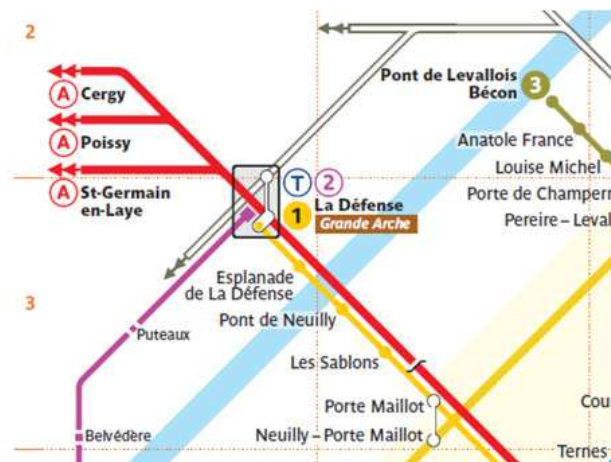 2
Pont de Levallois
Bécon
3
A Cergy
Anatole France
A Poissy
Louise Michel
A St-Germain
en-Laye
T 2
1 La Défense
Grande Arche
Porte de Champerr
Pereire – Leval
Esplanade
de La Défense
3
Pont de Neuilly
Puteaux
Les Sablons
Porte Maillot
Cou
Belvédère
Neuilly – Porte Maillot
Ternes